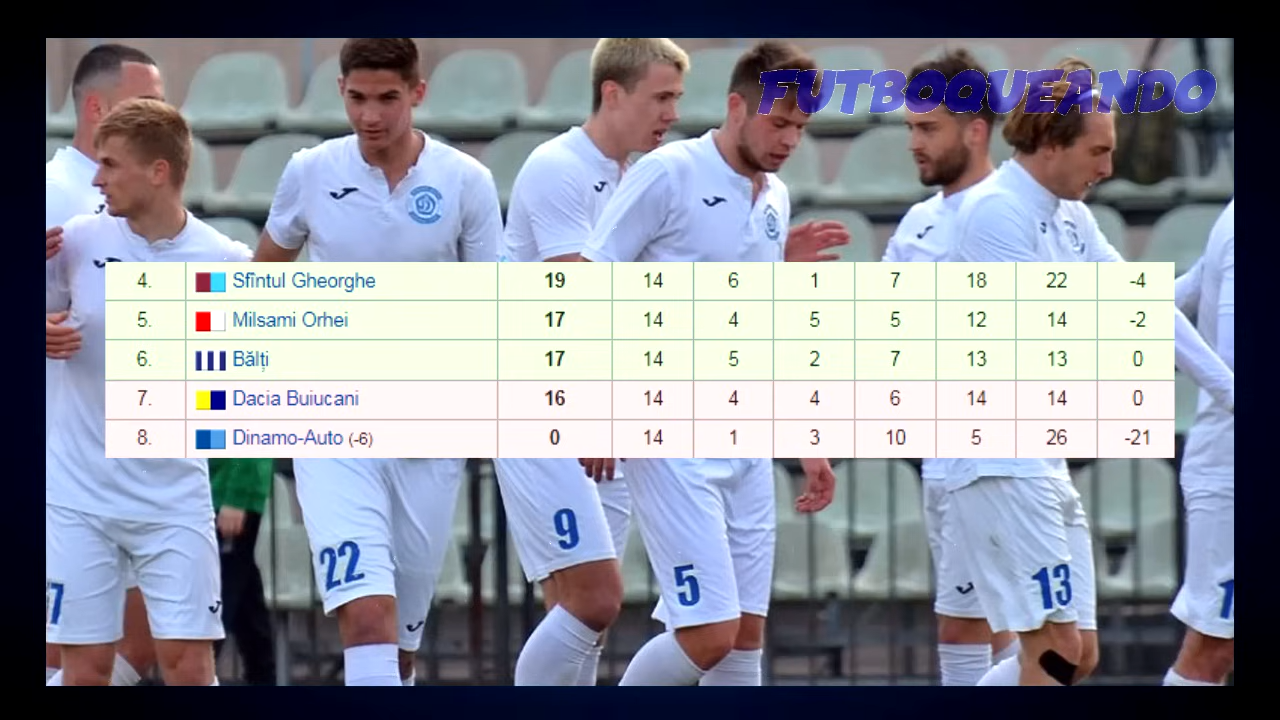 FUTBOQUEANDO
4. Sfîntul Gheorghe 19 14 6 1 7 18 22 -4
5. Milsami Orhei 17 14 4 5 5 12 14 -2
6. Bălți 17 14 5 2 7 13 13 0
7. Dacia Buiucani 16 14 4 4 6 14 14 0
8. Dinamo-Auto (-6) 0 14 1 3 10 5 26 -21
22
9
5
13